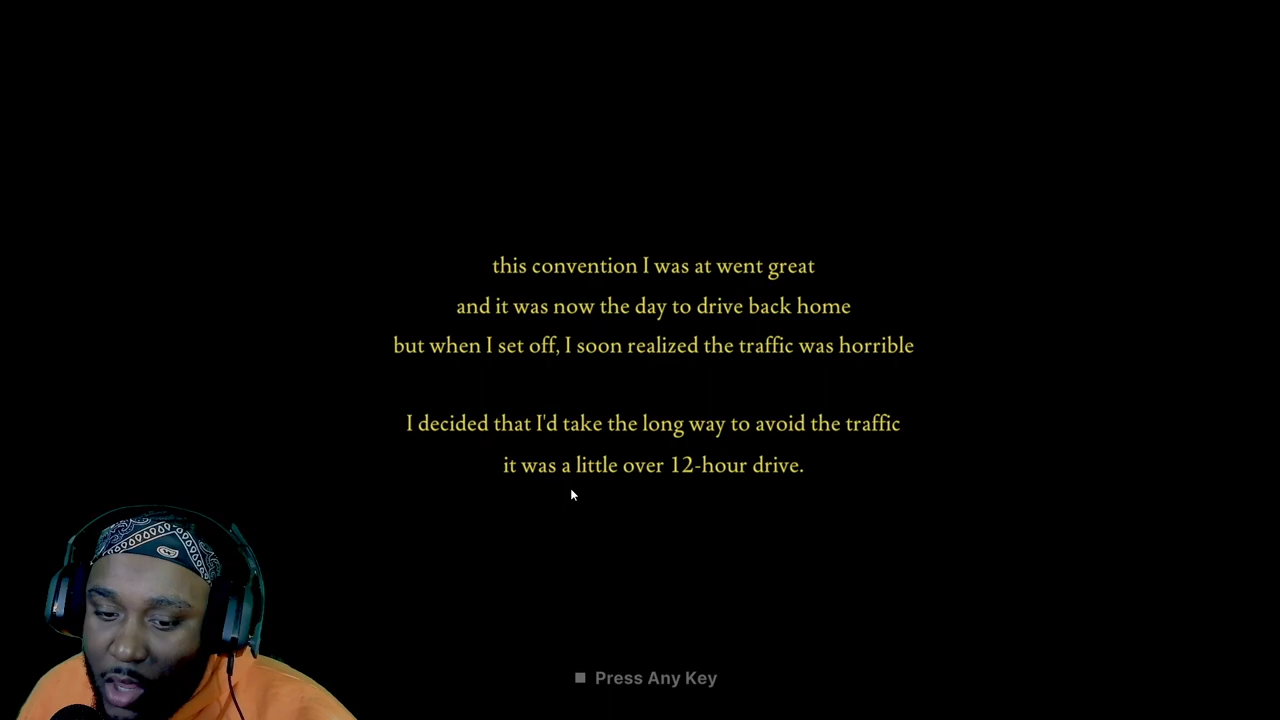 this convention I was at went great
and it was now the day to drive back home
but when I set off, I soon realized the traffic was horrible
I decided that I'd take the long way to avoid the traffic
it was a little over 12-hour drive.
Press Any Key